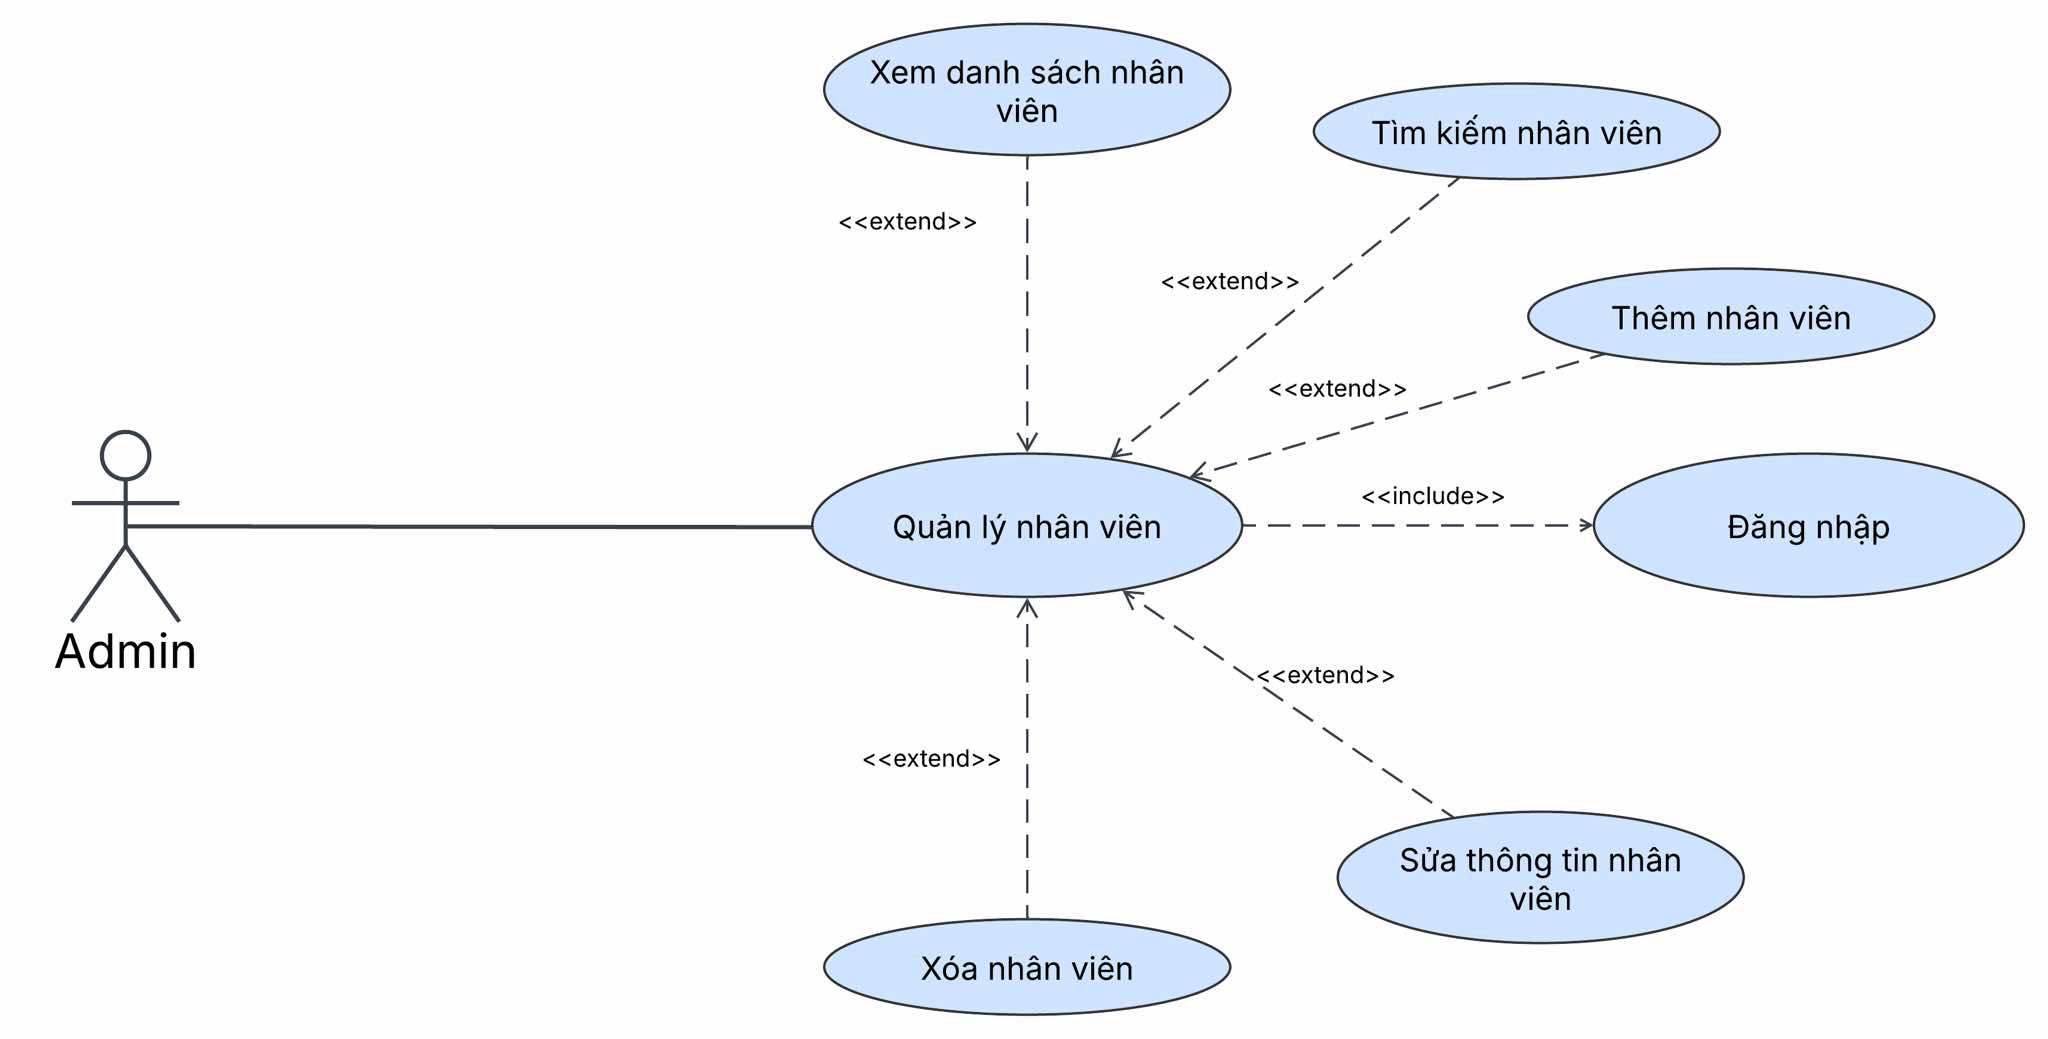 Xem danh sách nhân
viên
Tìm kiếm nhân viên
<<extend>>
<<extend>>
Thêm nhân viên
<<extend>>
<<include>>
Quản lý nhân viên
Đăng nhập
Admin
<<extend>>
<<extend>>
Sửa thông tin nhân
viên
Xóa nhân viên